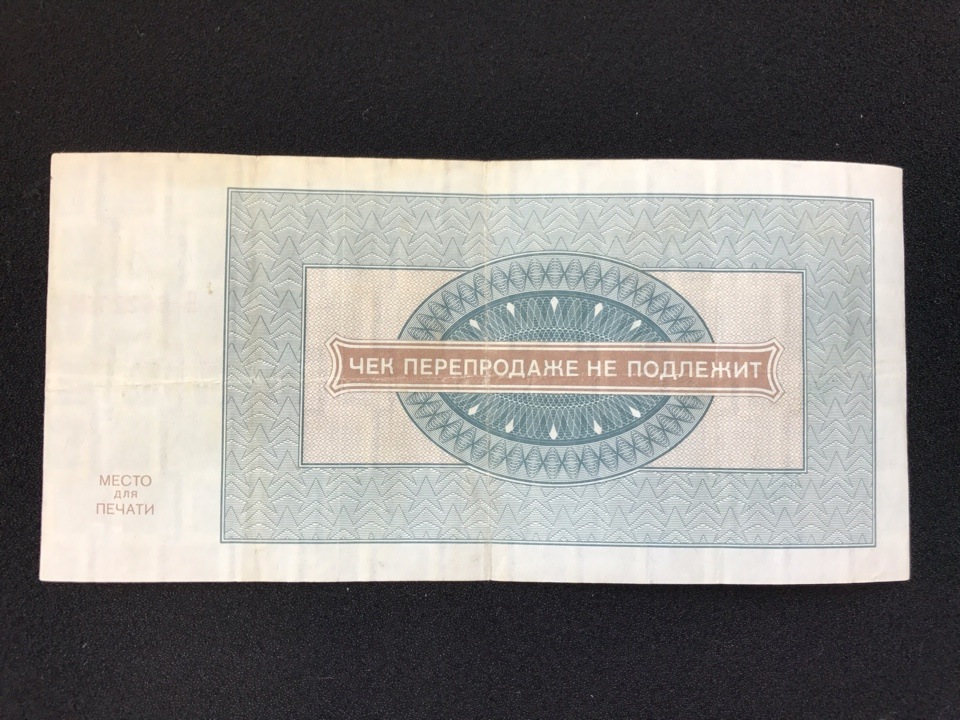 ЧЕК ПЕРЕПРОДАЖЕ НЕ ПОДЛЕЖИТ
МЕСТО
для
ПЕЧАТИ